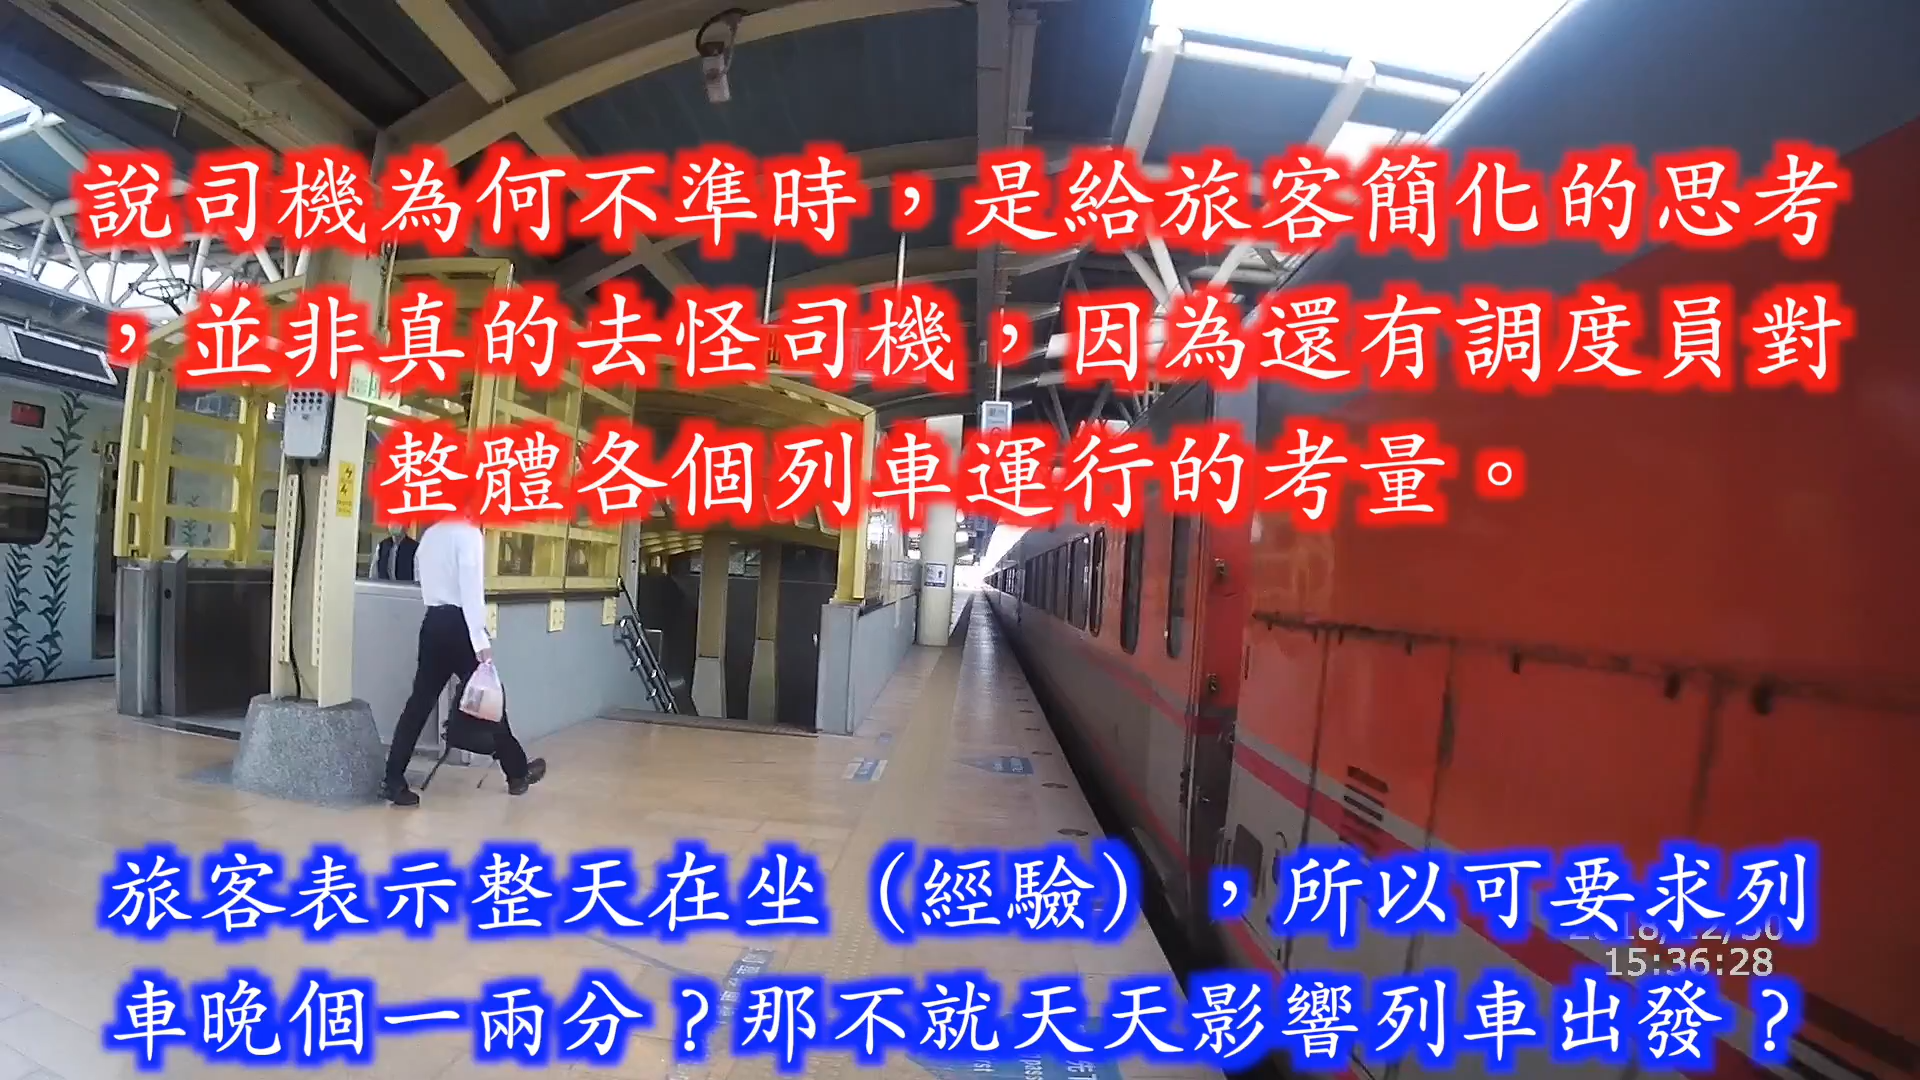 說司機為何不準時，是給旅客簡化的思考
，並非真的去怪司機，因為還有調度員對
整體各個列車運行的考量。
旅客表示整天在坐（經驗），所以可要求列
車晚個一兩分？那不就天天影響列車出發？
2018/12/30
15:36:28